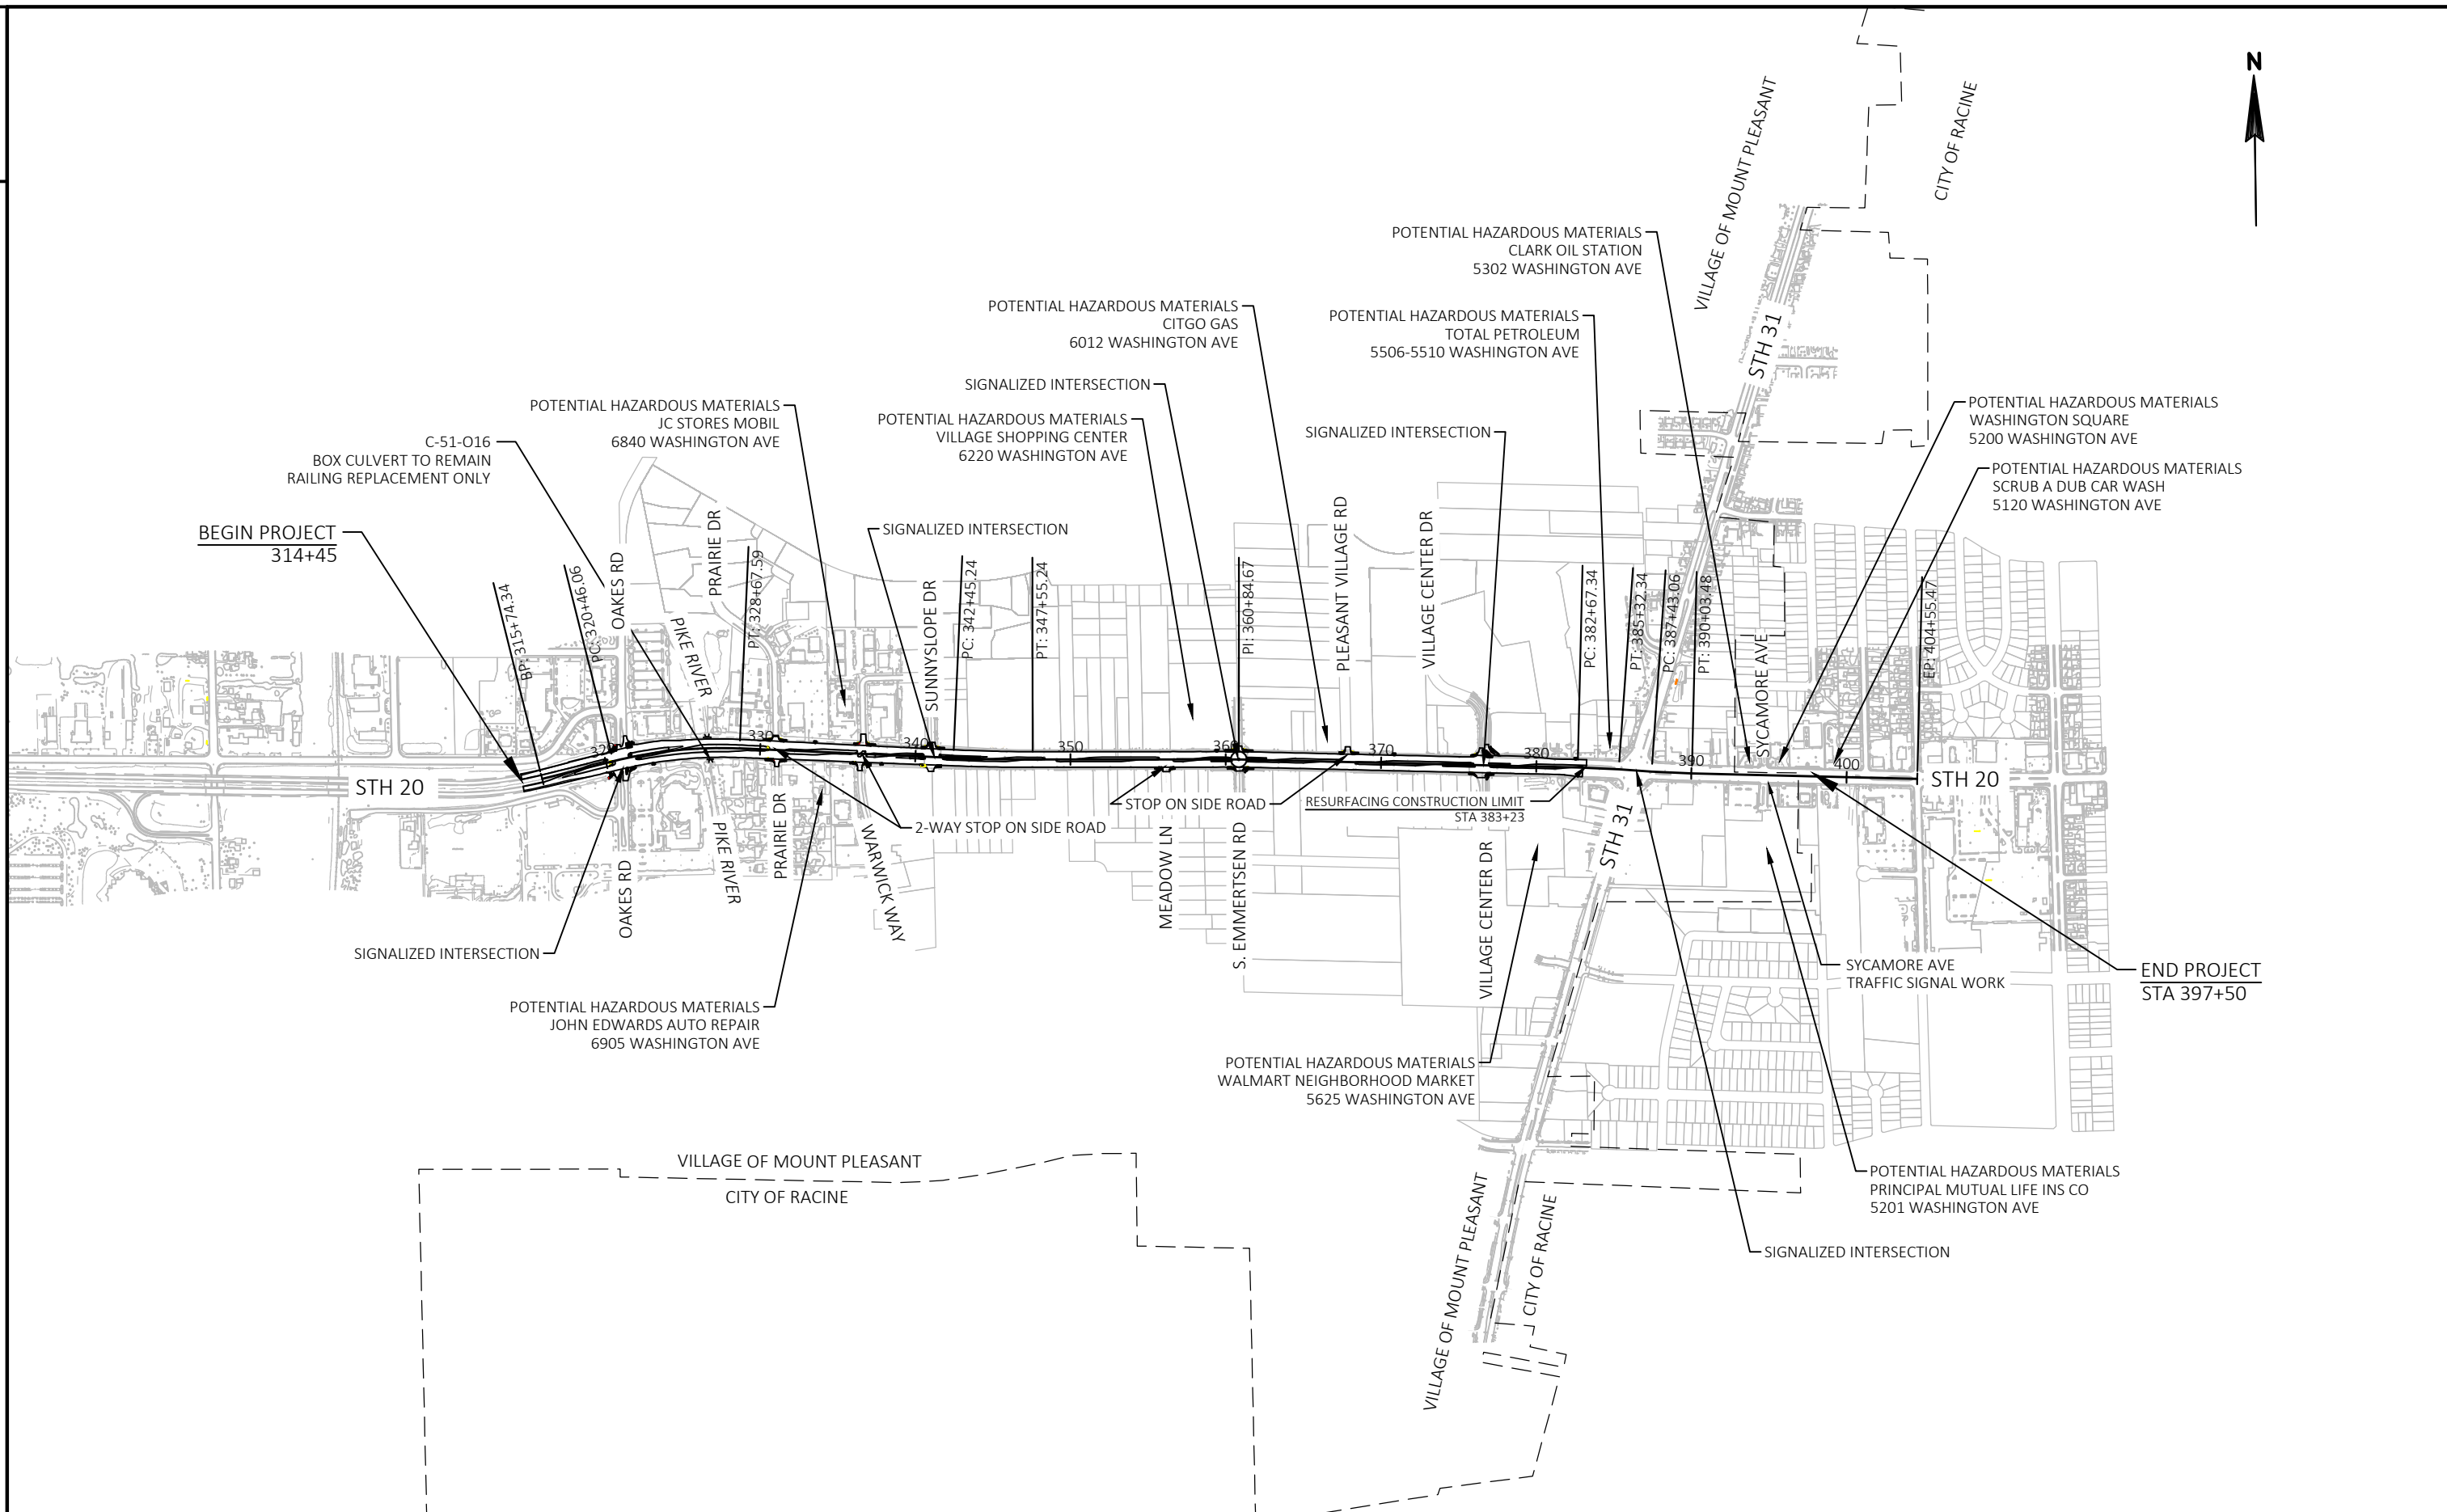 N
VILLAGE OF MOUNT PLEASANT
CITY OF RACINE
STH 31
POTENTIAL HAZARDOUS MATERIALS
CLARK OIL STATION
5302 WASHINGTON AVE
POTENTIAL HAZARDOUS MATERIALS
CITGO GAS
6012 WASHINGTON AVE
POTENTIAL HAZARDOUS MATERIALS
TOTAL PETROLEUM
5506-5510 WASHINGTON AVE
SIGNALIZED INTERSECTION
POTENTIAL HAZARDOUS MATERIALS
JC STORES MOBIL
6840 WASHINGTON AVE
POTENTIAL HAZARDOUS MATERIALS
VILLAGE SHOPPING CENTER
6220 WASHINGTON AVE
SIGNALIZED INTERSECTION
POTENTIAL HAZARDOUS MATERIALS
WASHINGTON SQUARE
5200 WASHINGTON AVE
C-51-O16
BOX CULVERT TO REMAIN
RAILING REPLACEMENT ONLY
POTENTIAL HAZARDOUS MATERIALS
SCRUB A DUB CAR WASH
5120 WASHINGTON AVE
BEGIN PROJECT
314+45
SIGNALIZED INTERSECTION
BP: 315+74.34
PC: 320+46.06
OAKES RD
PIKE RIVER
PRAIRIE DR
PT: 328+67.59
SUNNYSLOPE DR
PC: 342+45.24
PT: 347+55.24
PI: 360+84.67
PLEASANT VILLAGE RD
VILLAGE CENTER DR
PC: 382+67.34
PT: 385+32.34
PC: 387+43.06
PT: 390+03.48
SYCAMORE AVE
EP: 404+55.47
320
330
340
350
360
370
380
390
400
STH 20
STH 20
STOP ON SIDE ROAD
RESURFACING CONSTRUCTION LIMIT
STA 383+23
2-WAY STOP ON SIDE ROAD
OAKES RD
PIKE RIVER
PRAIRIE DR
WARWICK WAY
MEADOW LN
S. EMMERTSEN RD
VILLAGE CENTER DR
STH 31
SIGNALIZED INTERSECTION
SYCAMORE AVE
TRAFFIC SIGNAL WORK
END PROJECT
STA 397+50
POTENTIAL HAZARDOUS MATERIALS
JOHN EDWARDS AUTO REPAIR
6905 WASHINGTON AVE
POTENTIAL HAZARDOUS MATERIALS
WALMART NEIGHBORHOOD MARKET
5625 WASHINGTON AVE
VILLAGE OF MOUNT PLEASANT
CITY OF RACINE
POTENTIAL HAZARDOUS MATERIALS
PRINCIPAL MUTUAL LIFE INS CO
5201 WASHINGTON AVE
SIGNALIZED INTERSECTION
VILLAGE OF MOUNT PLEASANT
CITY OF RACINE